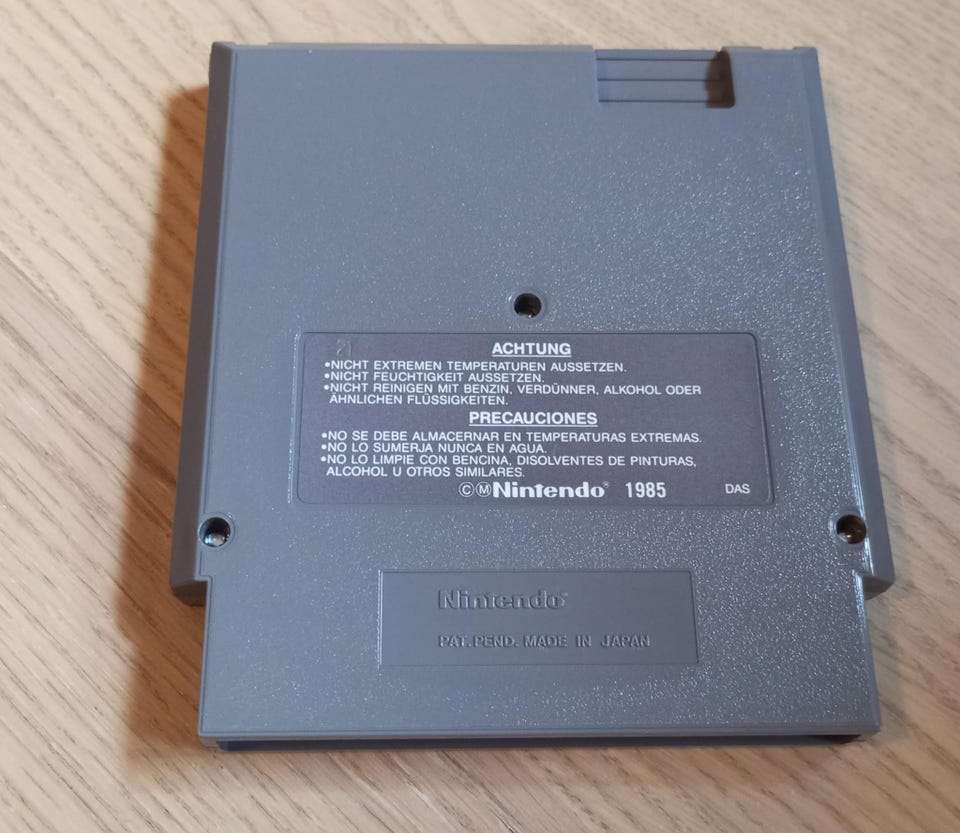 21
ACHTUNG
•NICHT EXTREMEN TEMPERATUREN AUSSETZEN.
•NICHT FEUCHTIGKEIT AUSSETZEN.
•NICHT REINIGEN MIT BENZIN, VERDÜNNER, ALKOHOL ODER
ÄHNLICHEN FLÜSSIGKEITEN.
PRECAUCIONES
•NO SE DEBE ALMACERNAR EN TEMPERATURAS EXTREMAS.
•NO LO SUMERJA NUNCA EN AGUA.
•NO LO LIMPIE CON BENCINA, DISOLVENTES DE PINTURAS,
ALCOHOL U OTROS SIMILARES.
©ⓂNintendo® 1985 DAS
Nintendo®
PAT. PEND. MADE IN JAPAN